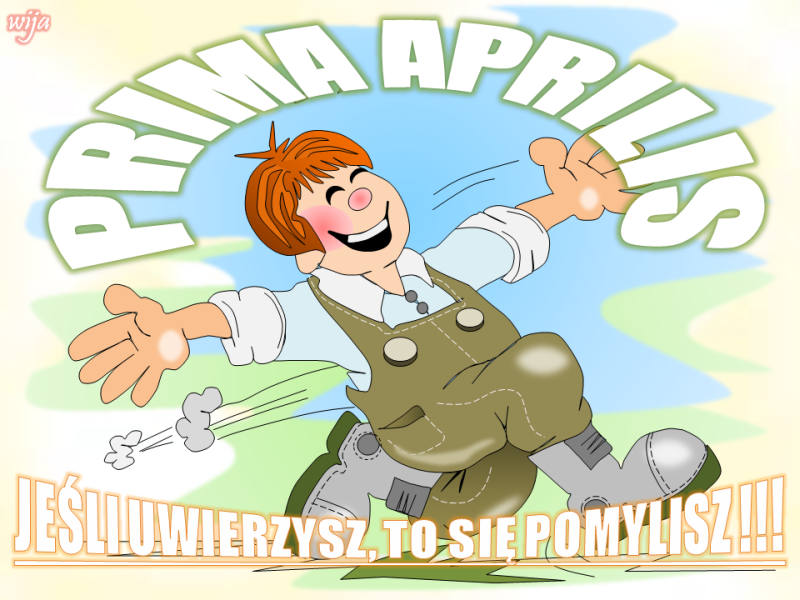 wija
PRIMA APRILIS
JEŚLI UWIERZYSZ, TO SIĘ POMYLISZ!!!